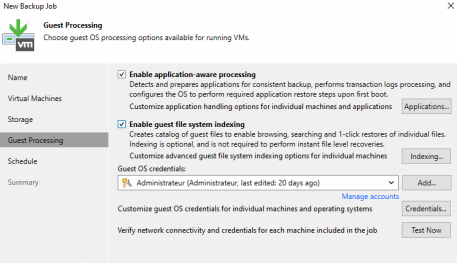 New Backup Job
Guest Processing
Choose guest OS processing options available for running VMs.
vm
Name
Virtual Machines
Storage
Guest Processing
Schedule
Summary
Enable application-aware processing
Detects and prepares applications for consistent backup, performs transaction logs processing, and
configures the OS to perform required application restore steps upon first boot.
Customize application handling options for individual machines and applications
Applications...
Enable guest file system indexing
Creates catalog of guest files to enable browsing, searching and 1-click restores of individual files.
Indexing is optional, and is not required to perform instant file level recoveries.
Customize advanced guest file system indexing options for individual machines
Indexing...
Guest OS credentials:
Administrateur (Administrateur, last edited: 20 days ago)
Add...
Manage accounts
Customize guest OS credentials for individual machines and operating systems
Credentials...
Verify network connectivity and credentials for each machine included in the job
Test Now